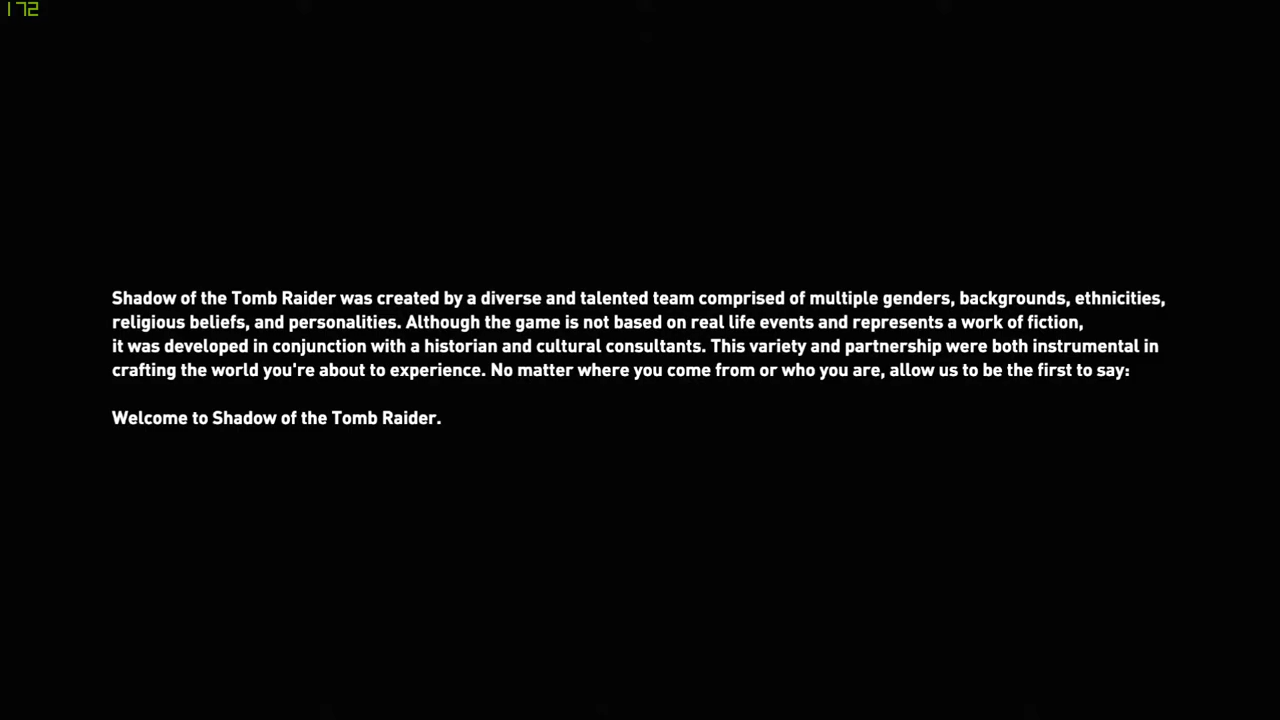 172
Shadow of the Tomb Raider was created by a diverse and talented team comprised of multiple genders, backgrounds, ethnicities,
religious beliefs, and personalities. Although the game is not based on real life events and represents a work of fiction,
it was developed in conjunction with a historian and cultural consultants. This variety and partnership were both instrumental in
crafting the world you're about to experience. No matter where you come from or who you are, allow us to be the first to say:
Welcome to Shadow of the Tomb Raider.